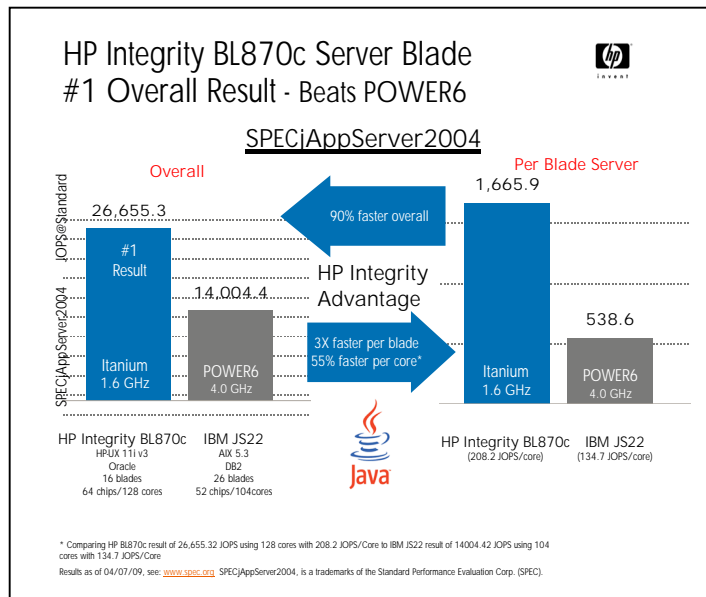 HP Integrity BL870c Server Blade
#1 Overall Result - Beats POWER6
hp
invent
SPECjAppServer2004
Overall
Per Blade Server
SPECjAppServer2004 JOPS@Standard
26,655.3
#1
Result
Itanium
1.6 GHz
14,004.4
POWER6
4.0 GHz
90% faster overall
HP Integrity
Advantage
3X faster per blade
55% faster per core*
1,665.9
Itanium
1.6 GHz
538.6
POWER6
4.0 GHz
HP Integrity BL870c
HPUX 11i v3
Oracle
16 blades
64 chips/128 cores
IBM JS22
AIX 5.3
DB2
26 blades
52 chips/104cores
Java
HP Integrity BL870c
(208.2 JOPS/core)
IBM JS22
(134.7 JOPS/core)
* Comparing HP BL870c result of 26,655.32 JOPS using 128 cores with 208.2 JOPS/Core to IBM JS22 result of 14004.42 JOPS using 104
cores with 134.7 JOPS/Core
Results as of 04/07/09, see: www.spec.org SPECjAppServer2004, is a trademarks of the Standard Performance Evaluation Corp. (SPEC).